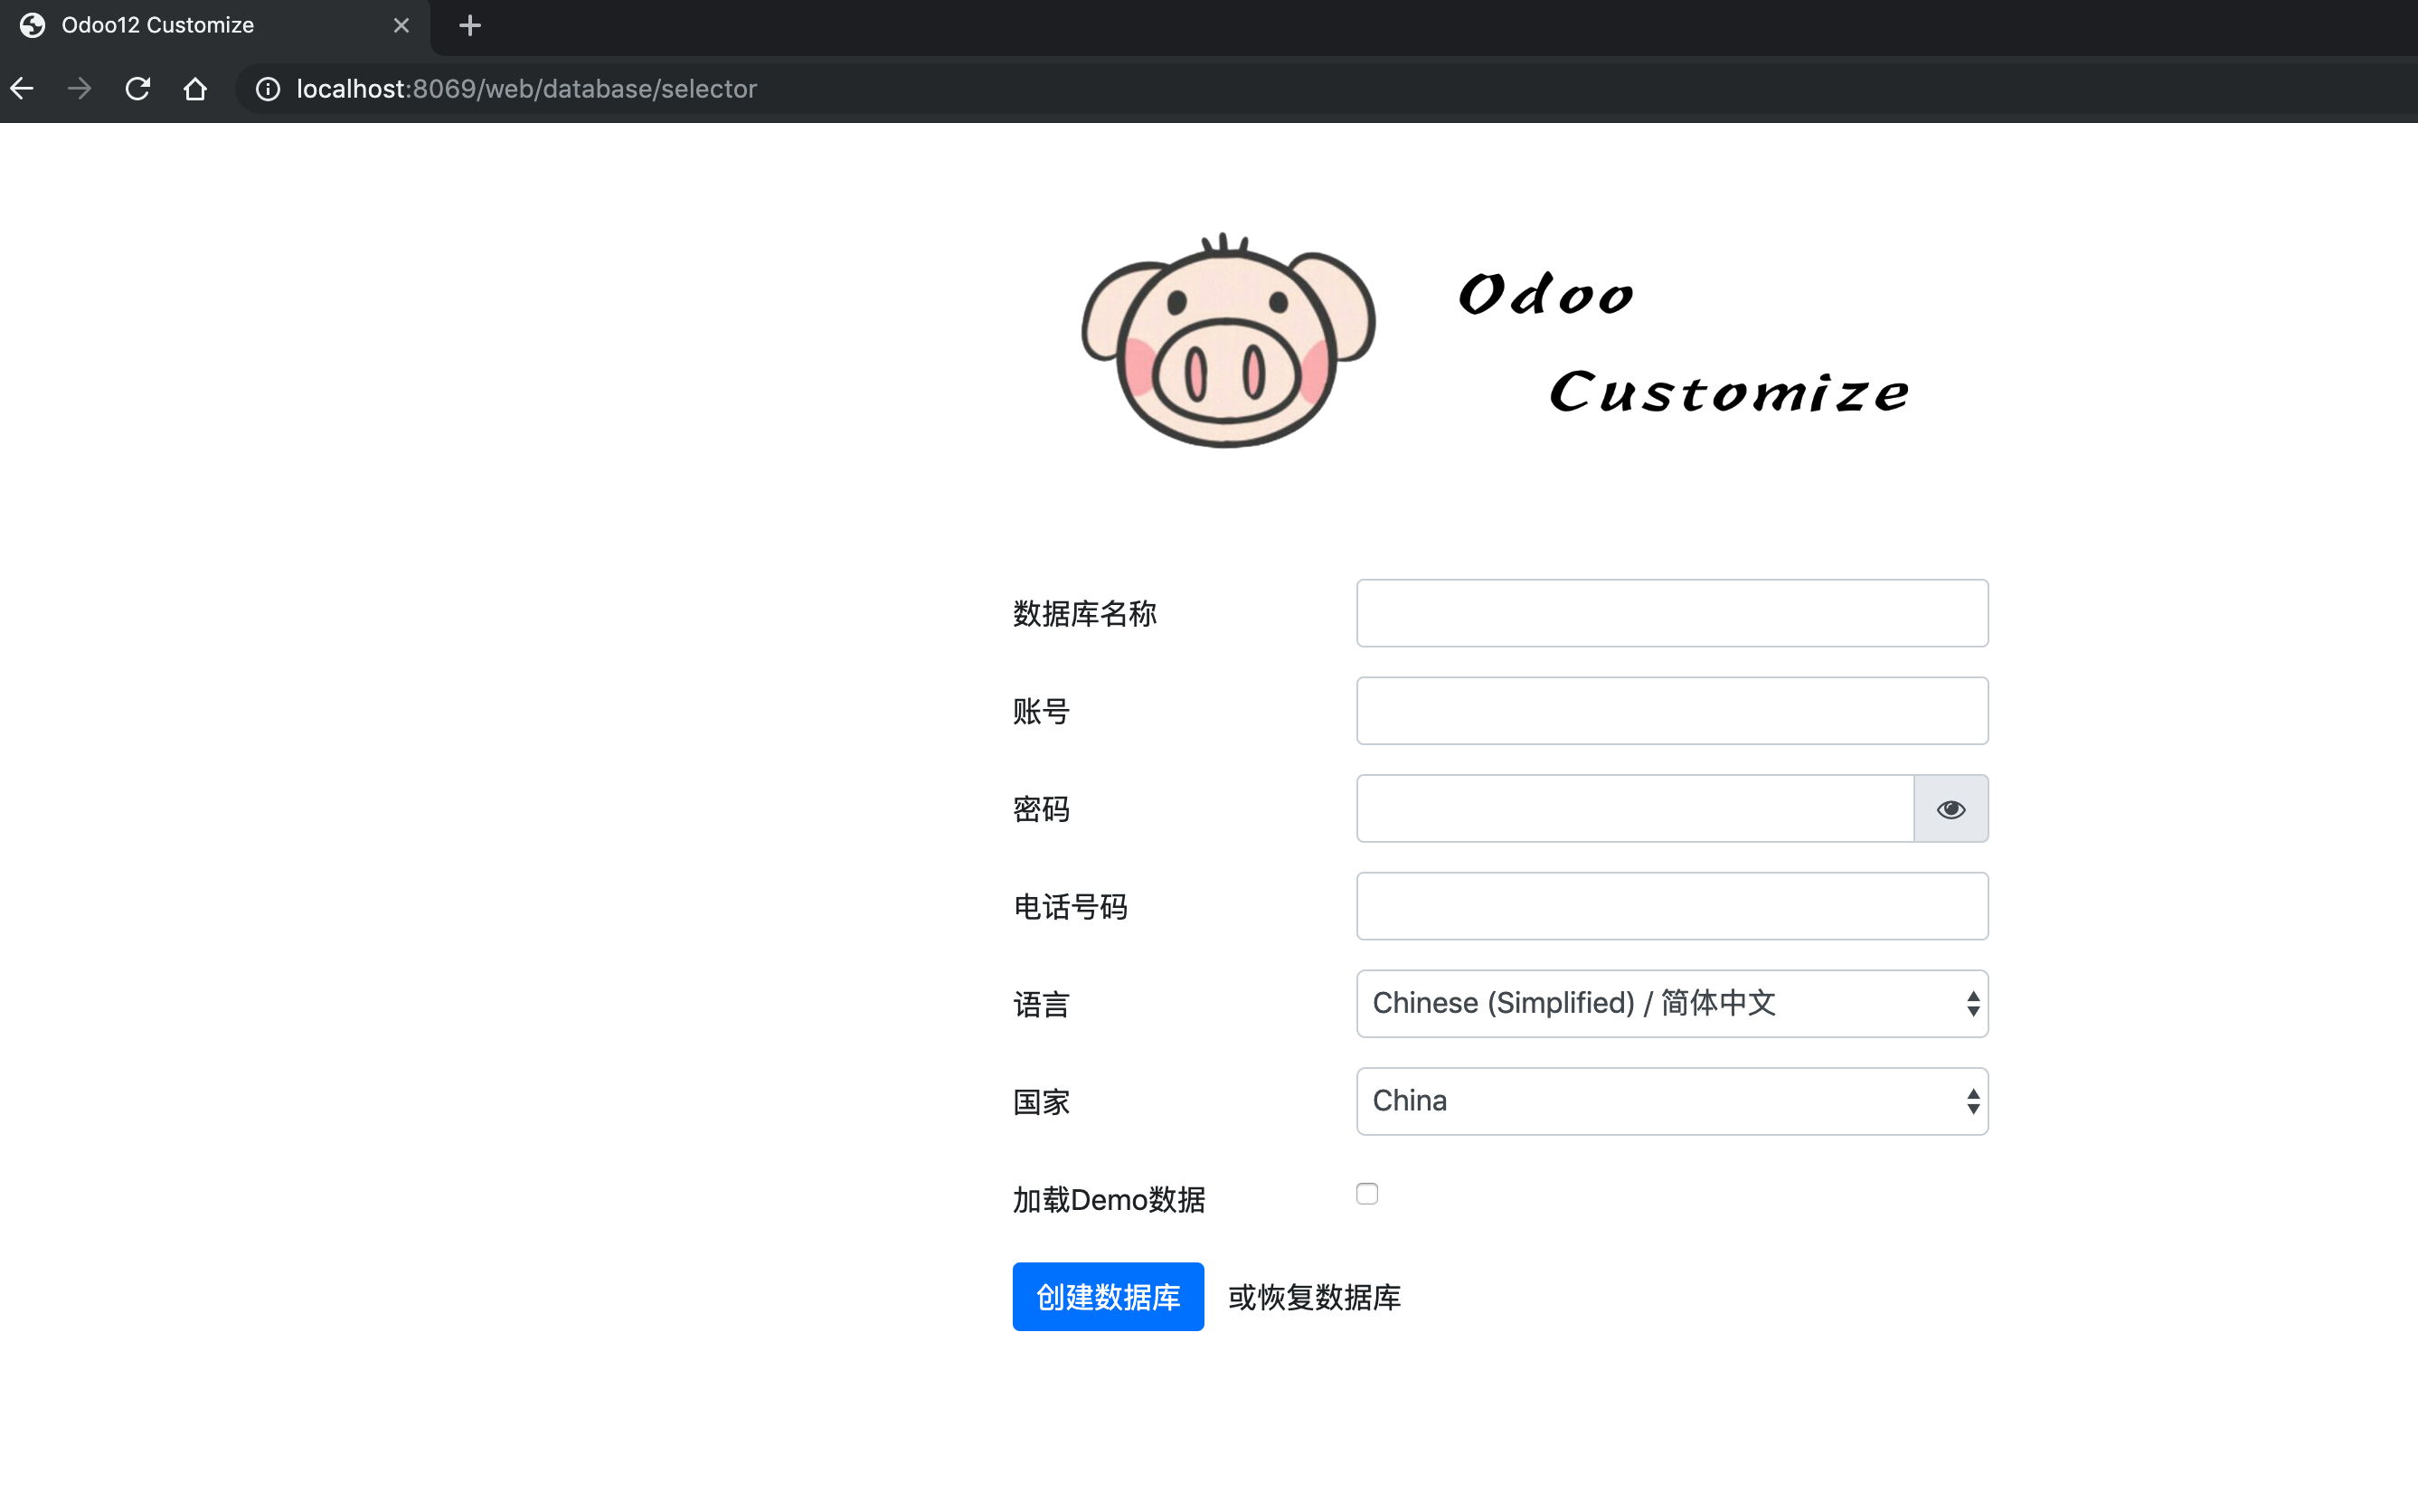 Odoo12 Customize
localhost:8069/web/database/selector
Odoo
Customize
数据库名称
账号
密码
电话号码
语言
Chinese (Simplified) / 简体中文
国家
China
加载Demo数据
创建数据库 或恢复数据库